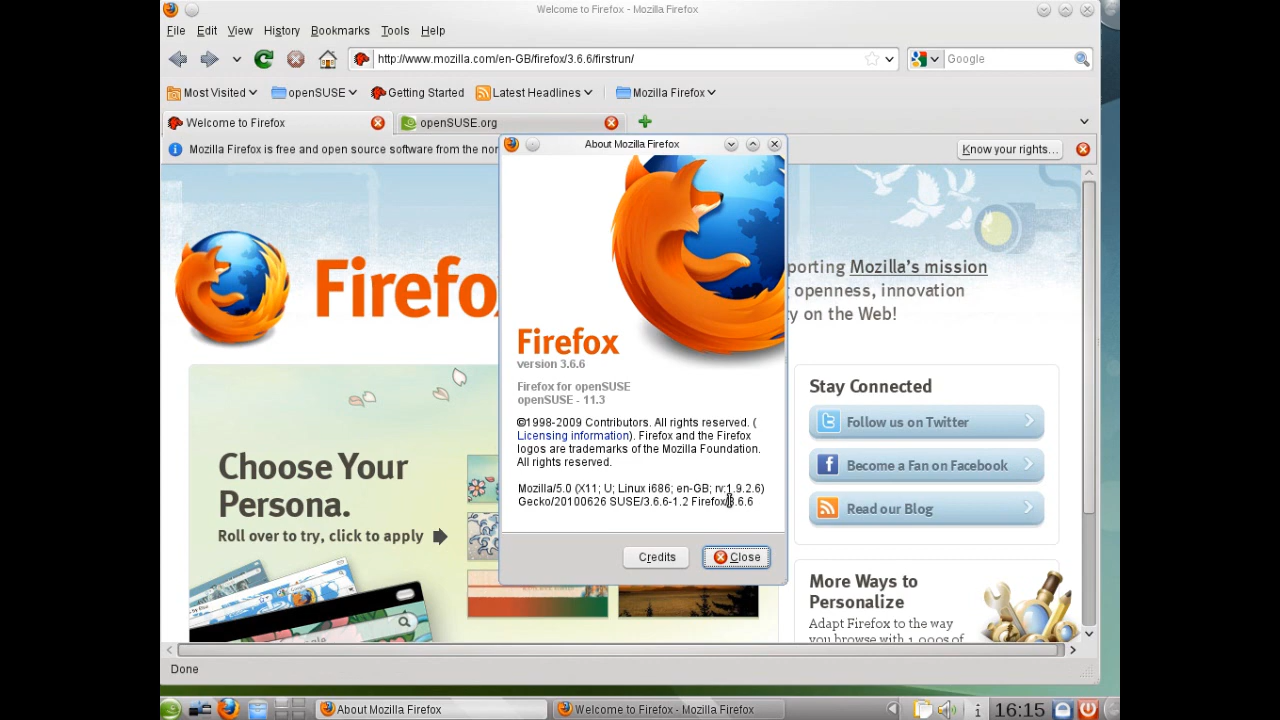 Welcome to Firefox - Mozilla Firefox
File Edit View History Bookmarks Tools Help
http://www.mozilla.com/en-GB/firefox/3.6.6/firstrun/
Google
Most Visited openSUSE Getting Started Latest Headlines Mozilla Firefox
Welcome to Firefox openSUSE.org
Mozilla Firefox is free and open source software from the non
Know your rights...
About Mozilla Firefox
Firefox
version 3.6.6
Firefox for openSUSE
openSUSE - 11.3
©1998-2009 Contributors. All rights reserved. (
Licensing information). Firefox and the Firefox
logos are trademarks of the Mozilla Foundation.
All rights reserved.
Mozilla/5.0 (X11; U; Linux i686; en-GB; rv:1.9.2.6)
Gecko/20100626 SUSE/3.6.6-1.2 Firefox/3.6.6
Credits Close
Firefo
porting Mozilla's mission
openness, innovation
y on the Web!
Choose Your
Persona.
Roll over to try, click to apply
Stay Connected
Follow us on Twitter
Become a Fan on Facebook
Read our Blog
More Ways to
Personalize
Adapt Firefox to the way
you browse with 1,000s of
Done
About Mozilla Firefox Welcome to Firefox - Mozilla Firefox 16:15